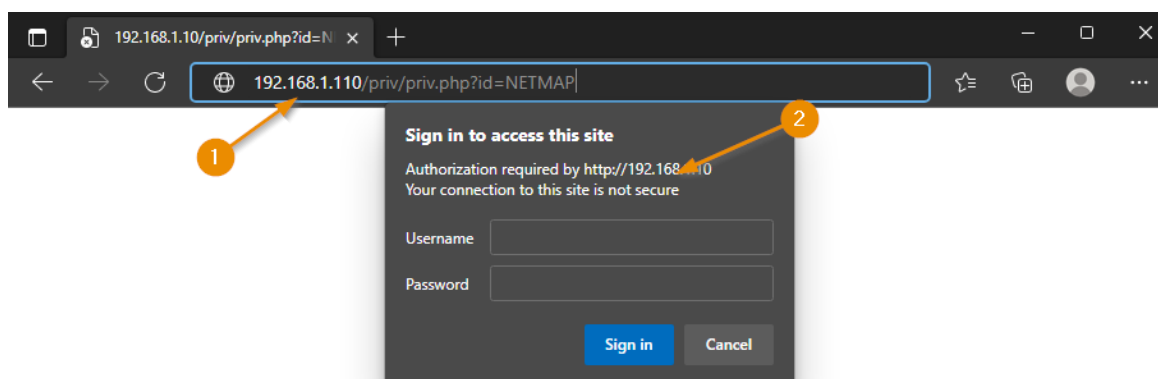 192.168.1.10/priv/priv.php?id=N
192.168.1.110/priv/priv.php?id=NETMAP
1
2
Sign in to access this site
Authorization required by http://192.168 10
Your connection to this site is not secure
Username
Password
Sign in
Cancel